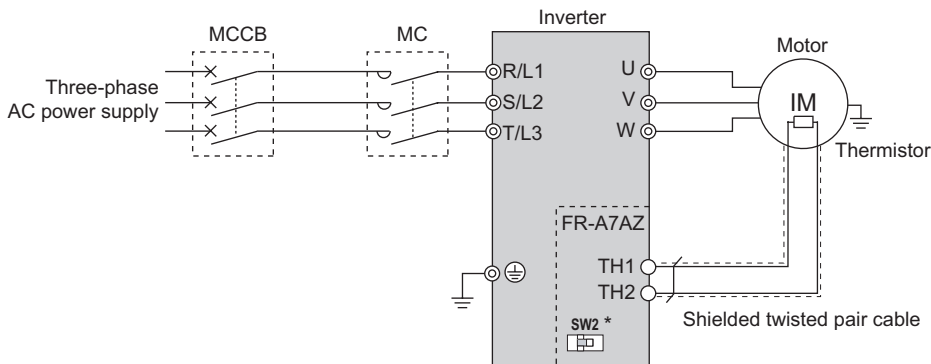 Inverter
MCCB
MC
Motor
Three-phase
AC power supply
R/L1
S/L2
T/L3
U
V
W
IM
Thermistor
FR-A7AZ
TH1
TH2
Shielded twisted pair cable
SW2 *